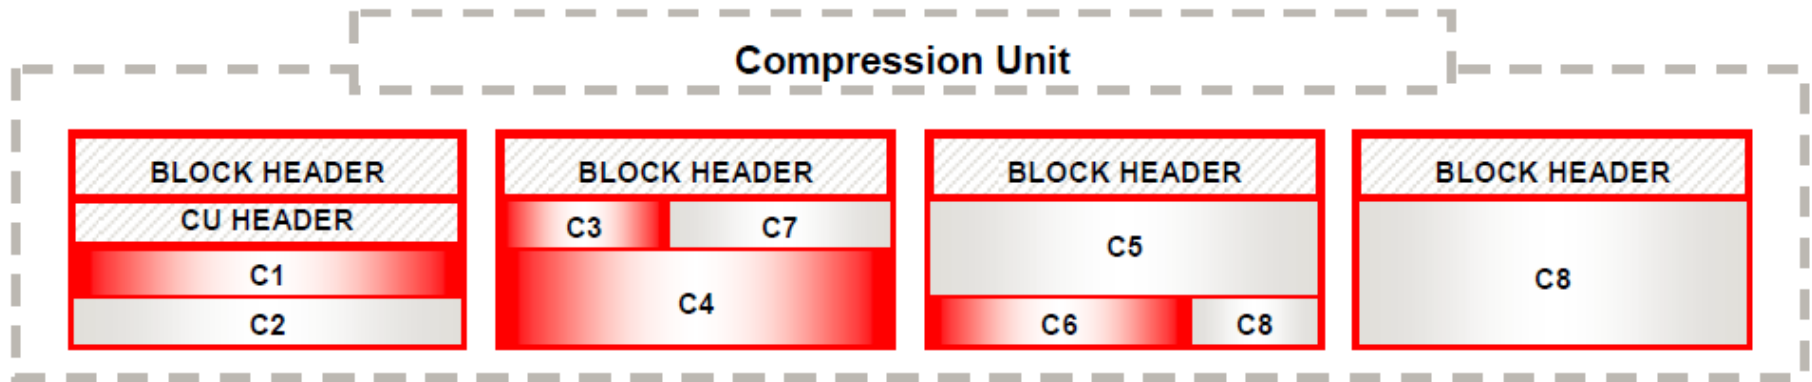 Compression Unit
BLOCK HEADER
CU HEADER
C1
C2
BLOCK HEADER
C3 C7
C4
BLOCK HEADER
C5
C6 C8
BLOCK HEADER
C8